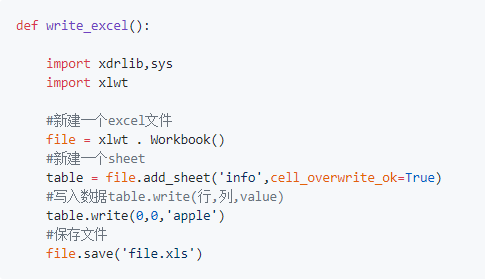 def write_excel():
import xdrlib,sys
import xlwt
#新建一个excel文件
file = xlwt . Workbook()
#新建一个sheet
table = file.add_sheet('info',cell_overwrite_ok=True)
#写入数据table.write(行,列,value)
table.write(0,0,'apple')
#保存文件
file.save('file.xls')